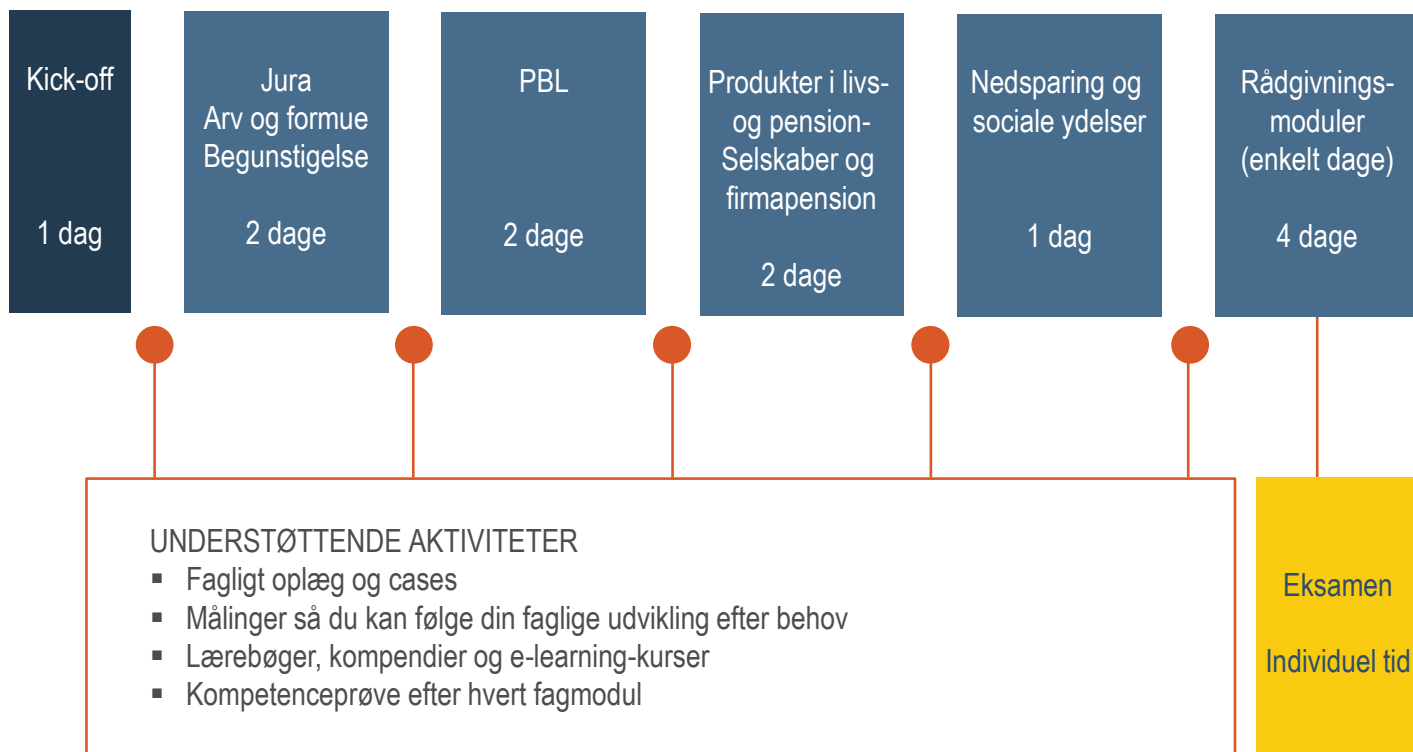 Kick-off
1 dag
Jura
Arv og formue
Begunstigelse
2 dage
PBL
2 dage
Produkter i livs-
og pension-
Selskaber og
firmapension
2 dage
Nedsparing og
sociale ydelser
1 dag
Rådgivnings-
moduler
(enkelt dage)
4 dage
UNDERSTØTTENDE AKTIVITETER
▪ Fagligt oplæg og cases
▪ Målinger så du kan følge din faglige udvikling efter behov
▪ Lærebøger, kompendier og e-learning-kurser
▪ Kompetenceprøve efter hvert fagmodul
Eksamen
Individuel tid